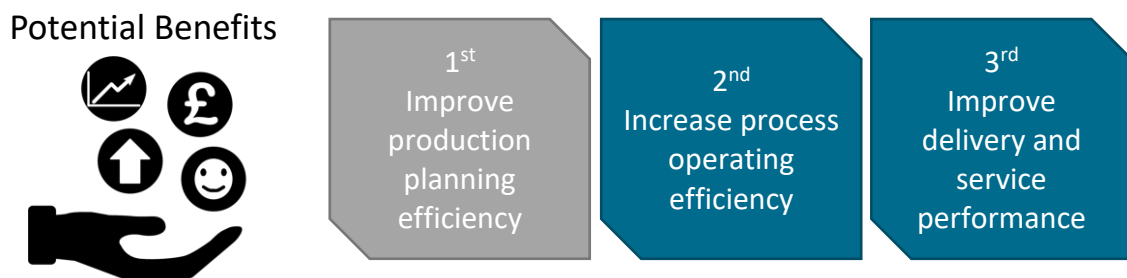 Potential Benefits
£
1st
Improve
production
planning
efficiency
2nd
Increase process
operating
efficiency
3rd
Improve
delivery and
service
performance